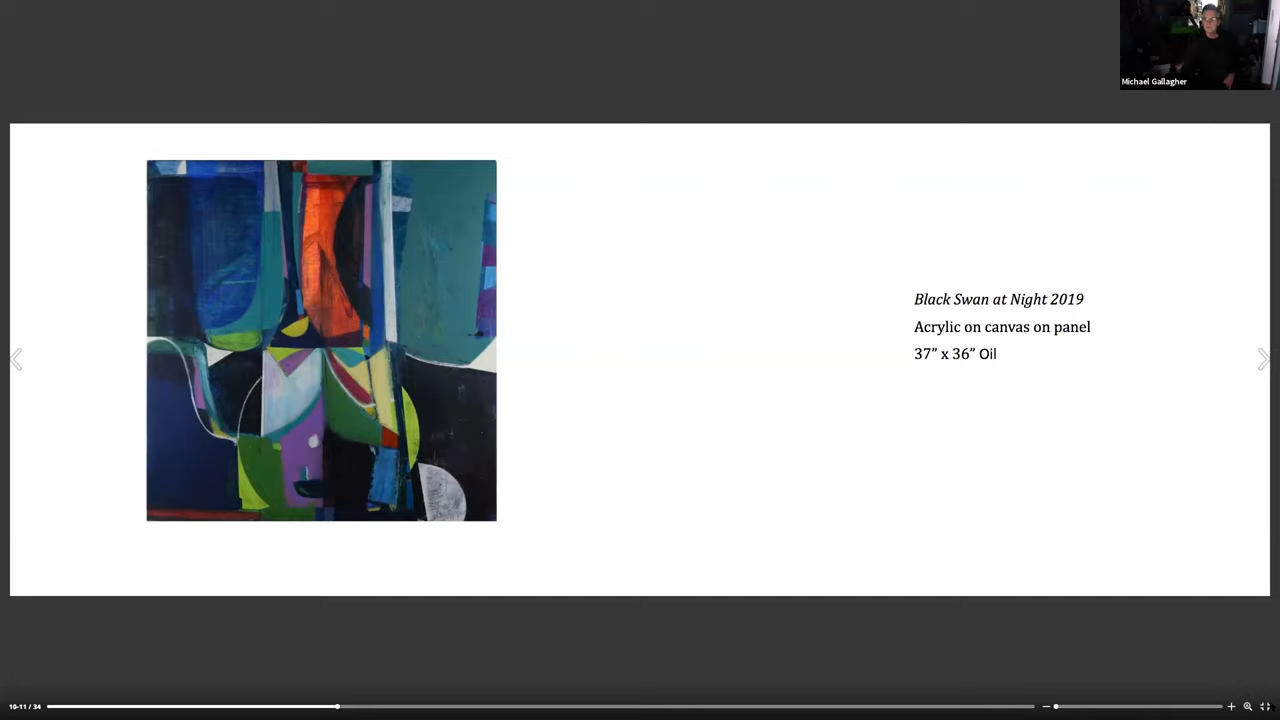 Michael Gallagher
Black Swan at Night 2019
Acrylic on canvas on panel
37” x 36” Oil
10-11 / 34